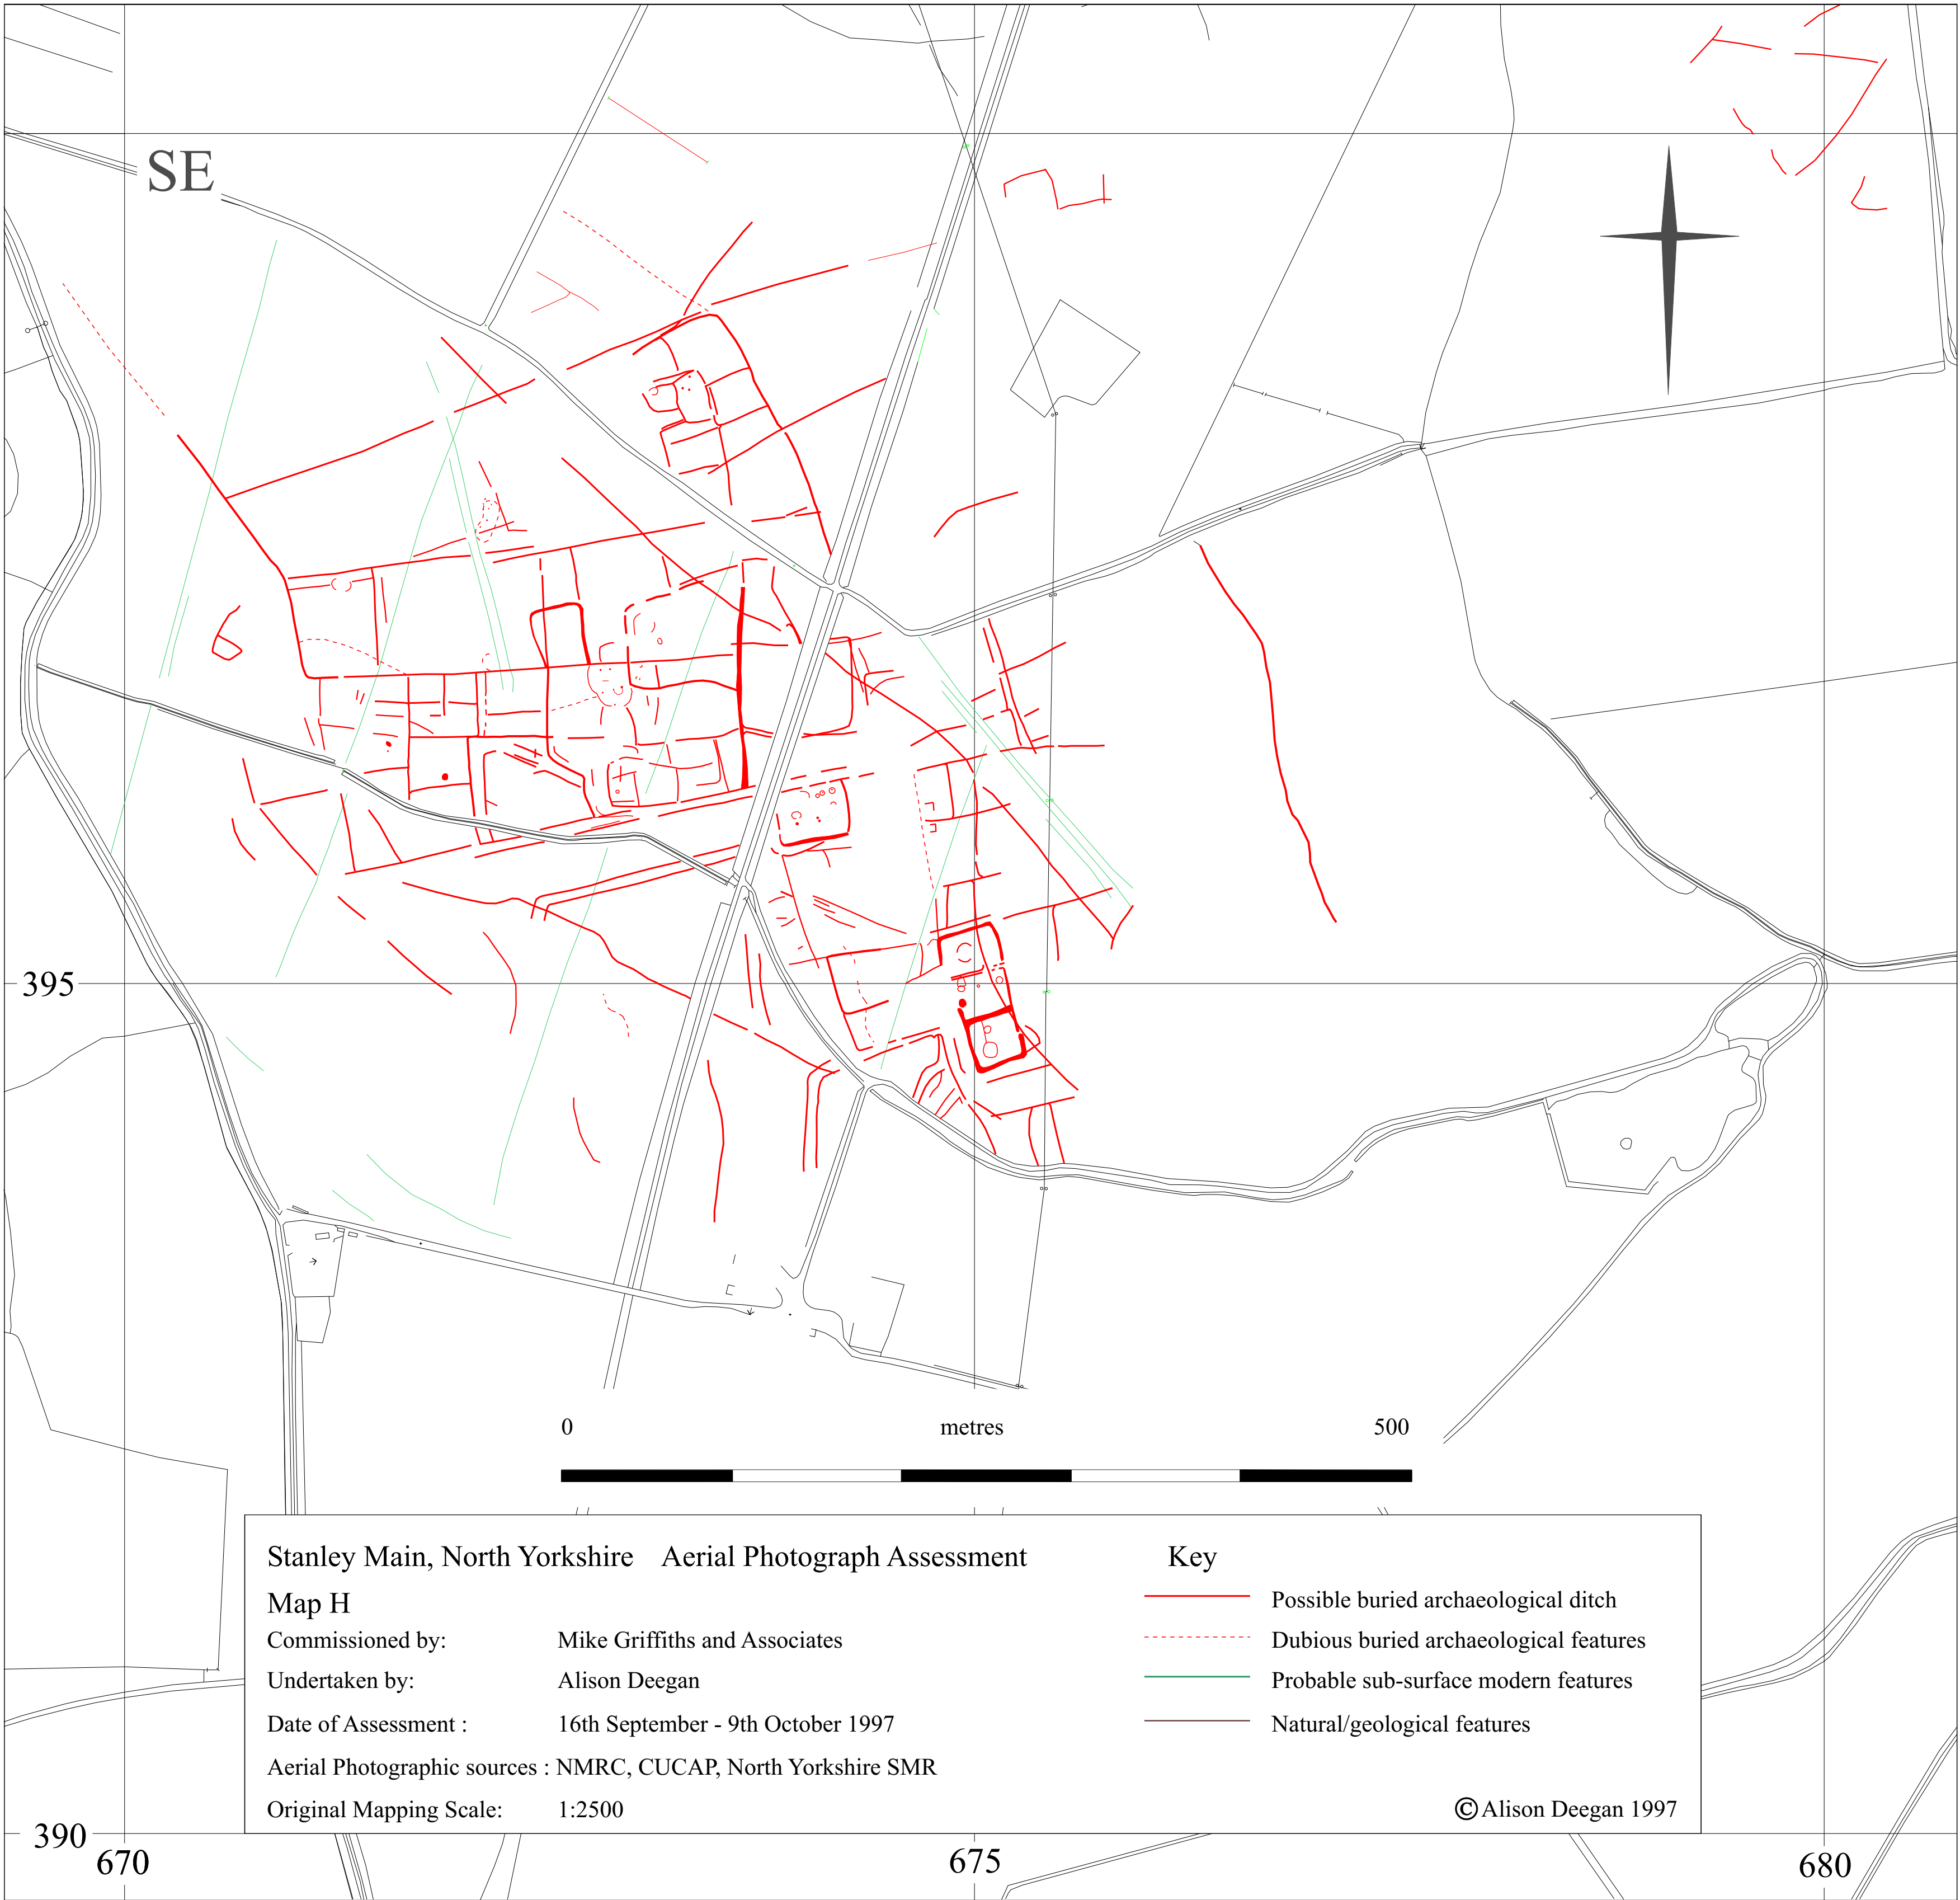 SE
395
0 metres 500
Stanley Main, North Yorkshire Aerial Photograph Assessment
Map H
Commissioned by: Mike Griffiths and Associates
Undertaken by: Alison Deegan
Date of Assessment : 16th September - 9th October 1997
Aerial Photographic sources : NMRC, CUCAP, North Yorkshire SMR
Original Mapping Scale: 1:2500
Key
Possible buried archaeological ditch
Dubious buried archaeological features
Probable sub-surface modern features
Natural/geological features
©Alison Deegan 1997
390
670 675 680